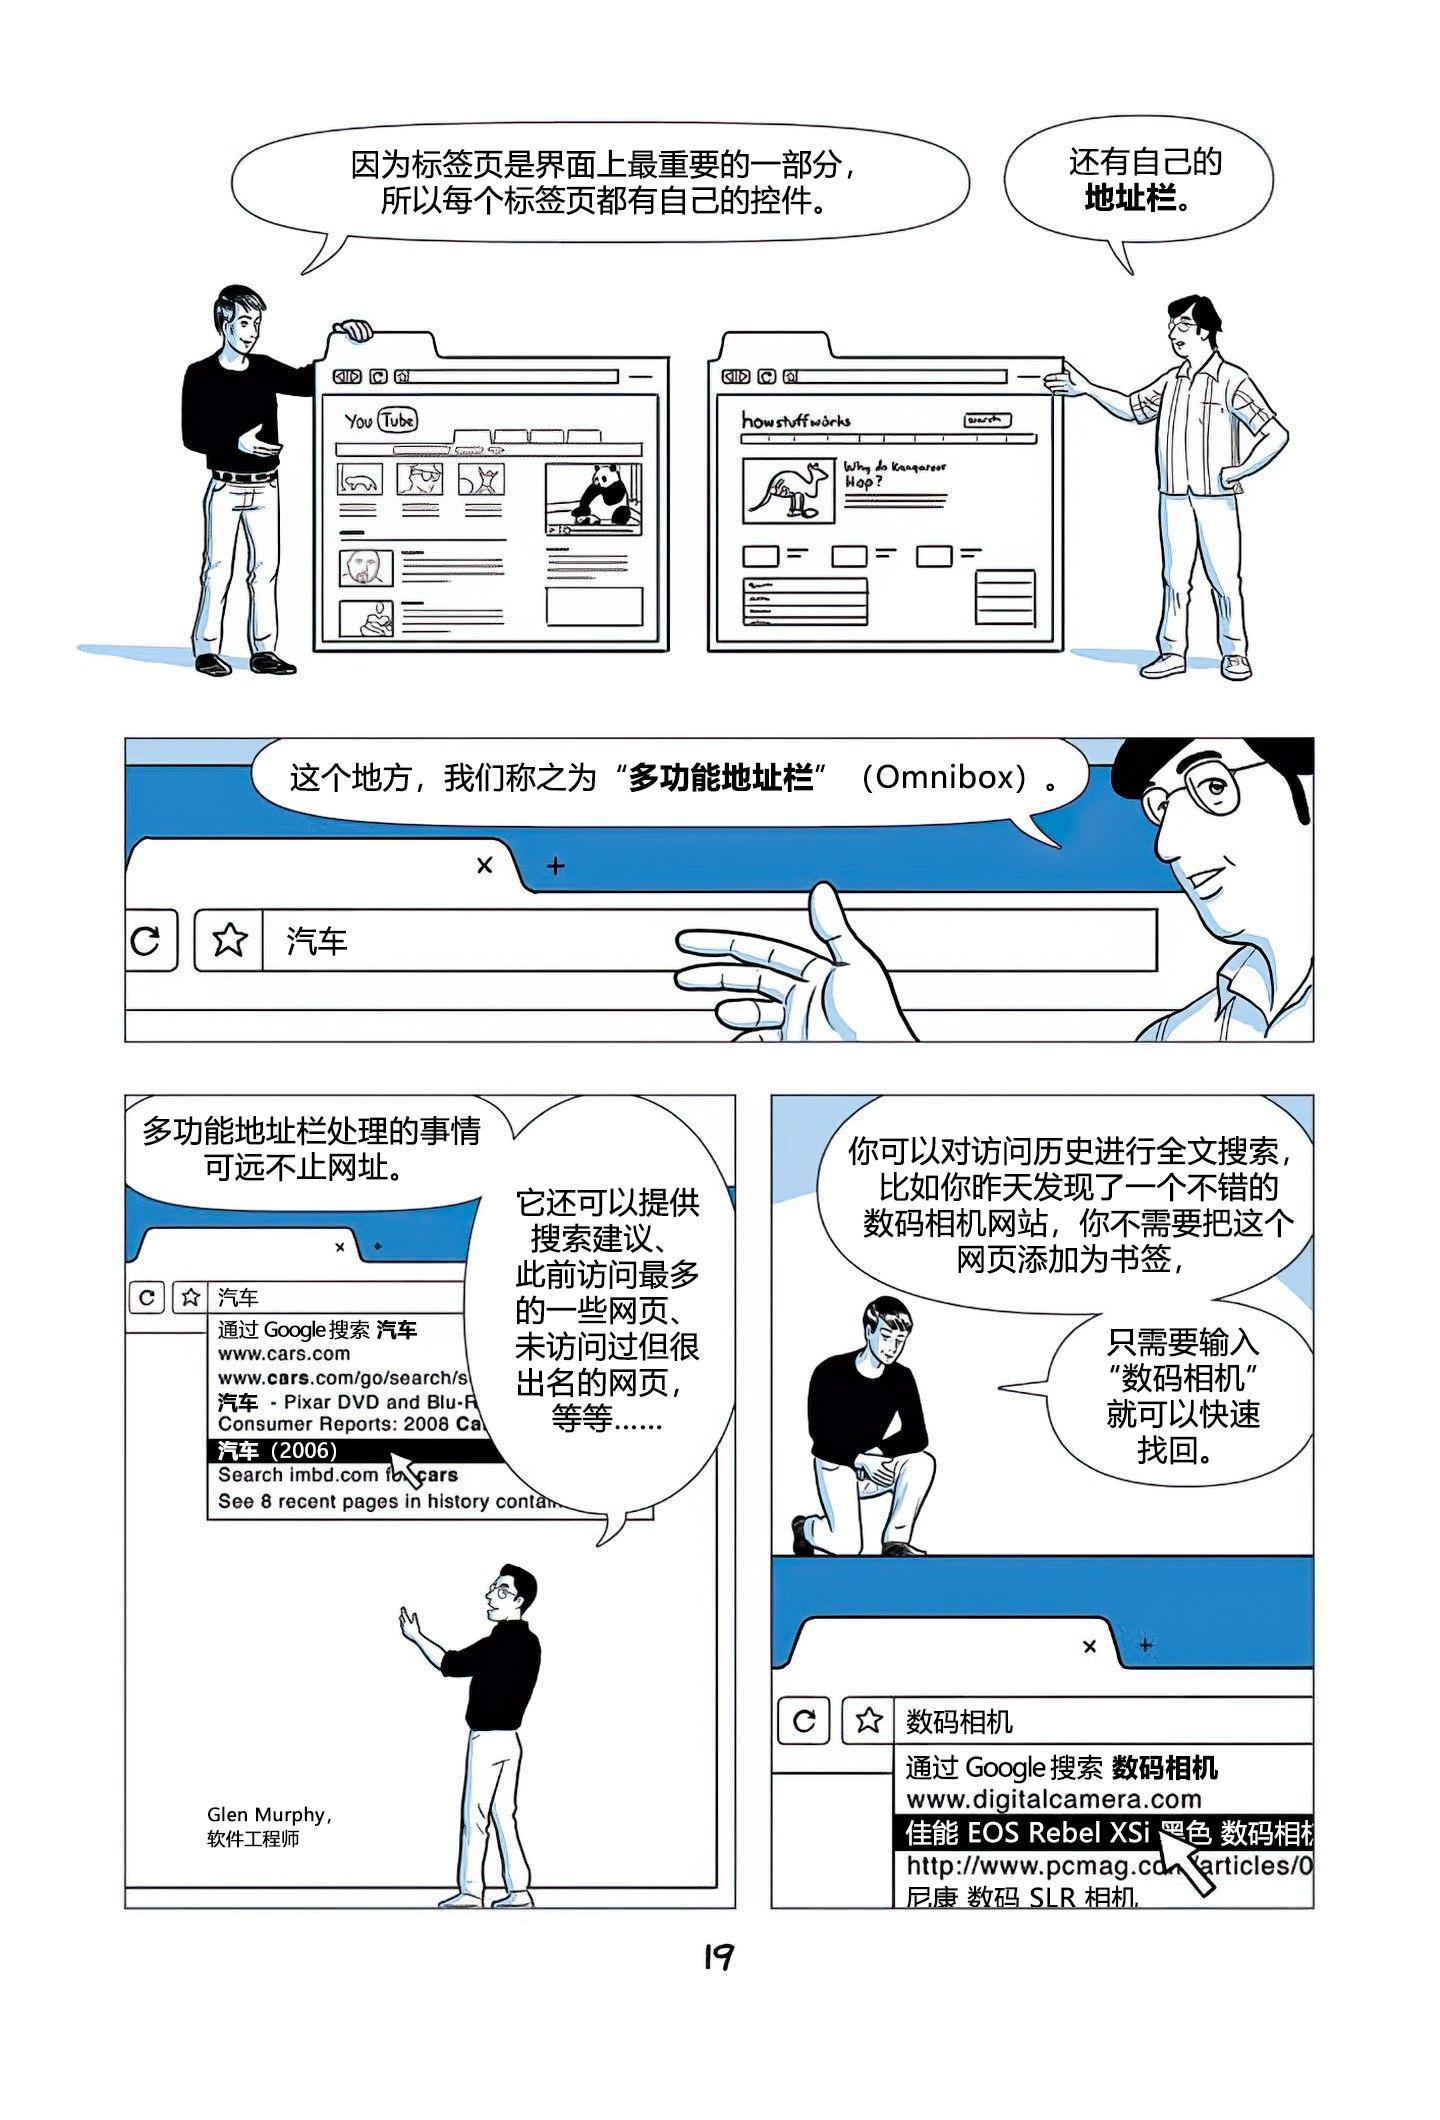 因为标签页是界面上最重要的一部分，
所以每个标签页都有自己的控件。
还有自己的
地址栏。
You Tube
howstuffworks
search
Why do Kangaroos
Hop?
这个地方，我们称之为“多功能地址栏”（Omnibox）。
× +
汽车
多功能地址栏处理的事情
可远不止网址。
它还可以提供
搜索建议、
此前访问最多
的一些网页、
未访问过但很
出名的网页，
等等……
×
汽车
通过 Google 搜索 汽车
www.cars.com
www.cars.com/go/search/s
汽车 - Pixar DVD and Blu-R
Consumer Reports: 2008 Ca
汽车（2006）
Search imbd.com for cars
See 8 recent pages in history contain
Glen Murphy，
软件工程师
你可以对访问历史进行全文搜索，
比如你昨天发现了一个不错的
数码相机网站，你不需要把这个
网页添加为书签，
只需要输入
“数码相机”
就可以快速
找回。
× +
数码相机
通过 Google 搜索 数码相机
www.digitalcamera.com
佳能 EOS Rebel XSi 黑色 数码相机
http://www.pcmag.com/articles/0
尼康 数码 SLR 相机
19